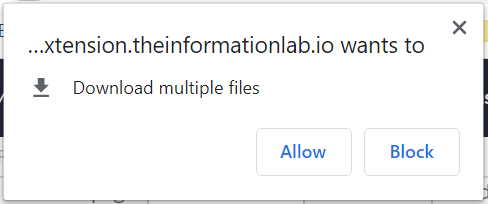 ...xtension.theinformationlab.io wants to
Download multiple files
Allow
Block